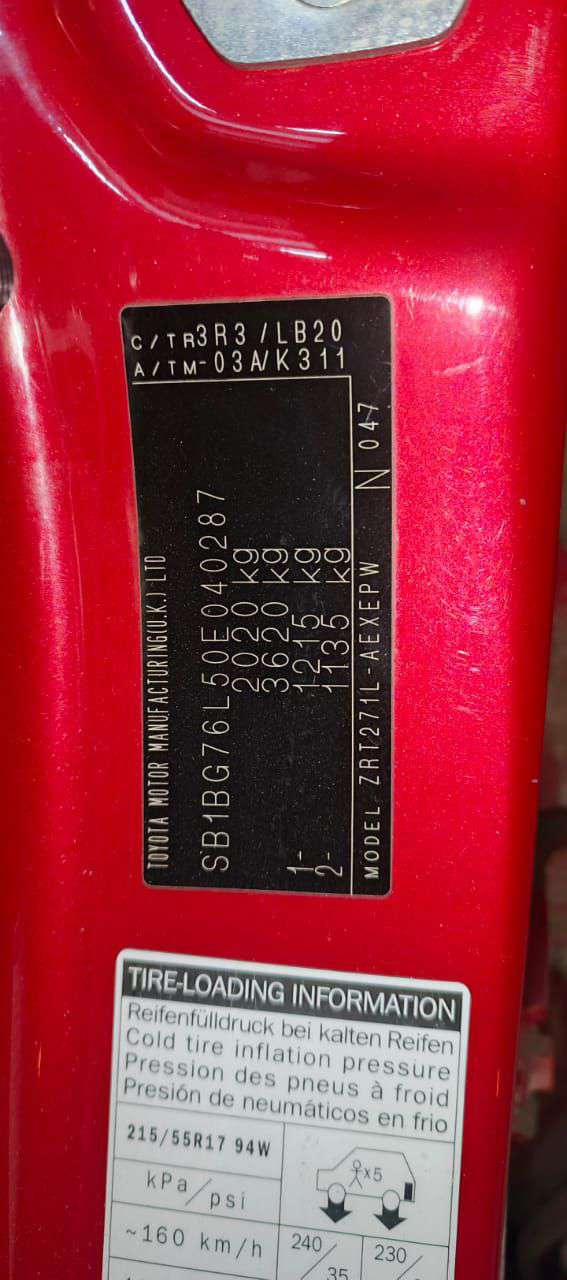 C/TR3R3/LB20
A/TM-03A/K311
TOYOTA MOTOR MANUFACTURING(U.K.) LTD
SB1BG76L50E040287
2020 kg
3620 kg
1- 1215 kg
2- 1135 kg
MODEL ZRT271L-AEXEPW N 047
TIRE-LOADING INFORMATION
Reifenfülldruck bei kalten Reifen
Cold tire inflation pressure
Pression des pneus à froid
Presión de neumáticos en frio
215/55R17 94W
x5
kPa/psi
~160 km/h
240/35
230/